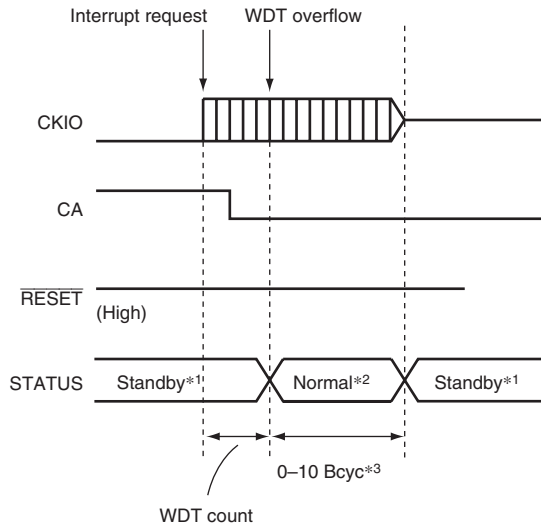 Interrupt request WDT overflow
CKIO
CA
RESET
(High)
STATUS Standby*1 Normal*2 Standby*1
0–10 Bcyc*3
WDT count